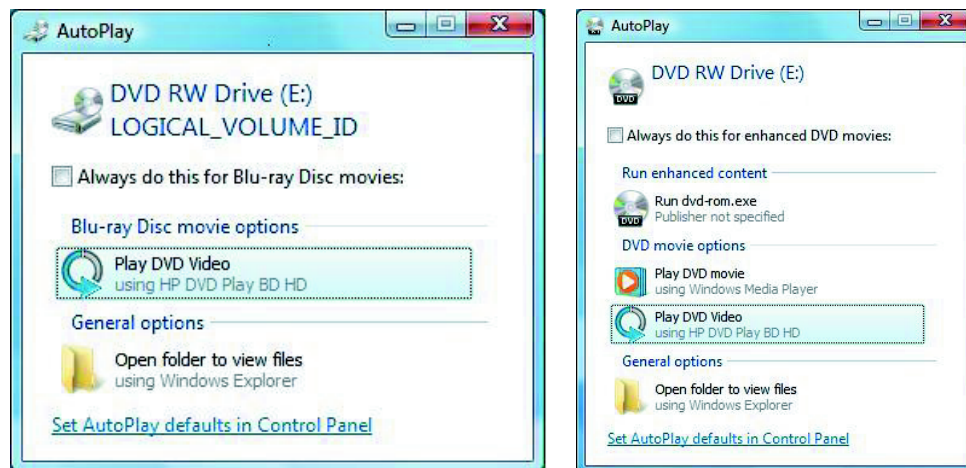 AutoPlay
DVD RW Drive (E:)
LOGICAL_VOLUME_ID
Always do this for Blu-ray Disc movies:
Blu-ray Disc movie options
Play DVD Video
using HP DVD Play BD HD
General options
Open folder to view files
using Windows Explorer
Set AutoPlay defaults in Control Panel
AutoPlay
DVD RW Drive (E:)
DVD
Always do this for enhanced DVD movies:
Run enhanced content
Run dvd-rom.exe
Publisher not specified
DVD
DVD movie options
Play DVD movie
using Windows Media Player
Play DVD Video
using HP DVD Play BD HD
General options
Open folder to view files
using Windows Explorer
Set AutoPlay defaults in Control Panel